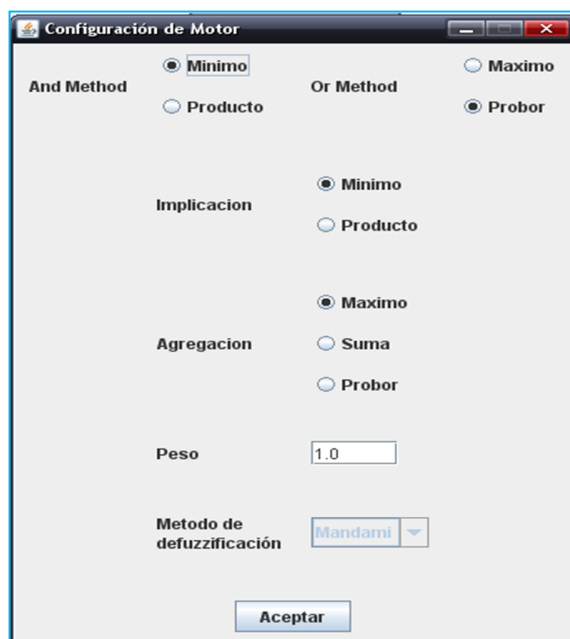 Configuración de Motor
And Method
Minimo
Producto
Or Method
Maximo
Probor
Implicacion
Minimo
Producto
Agregacion
Maximo
Suma
Probor
Peso
1.0
Metodo de
defuzzificación
Mandami
Aceptar